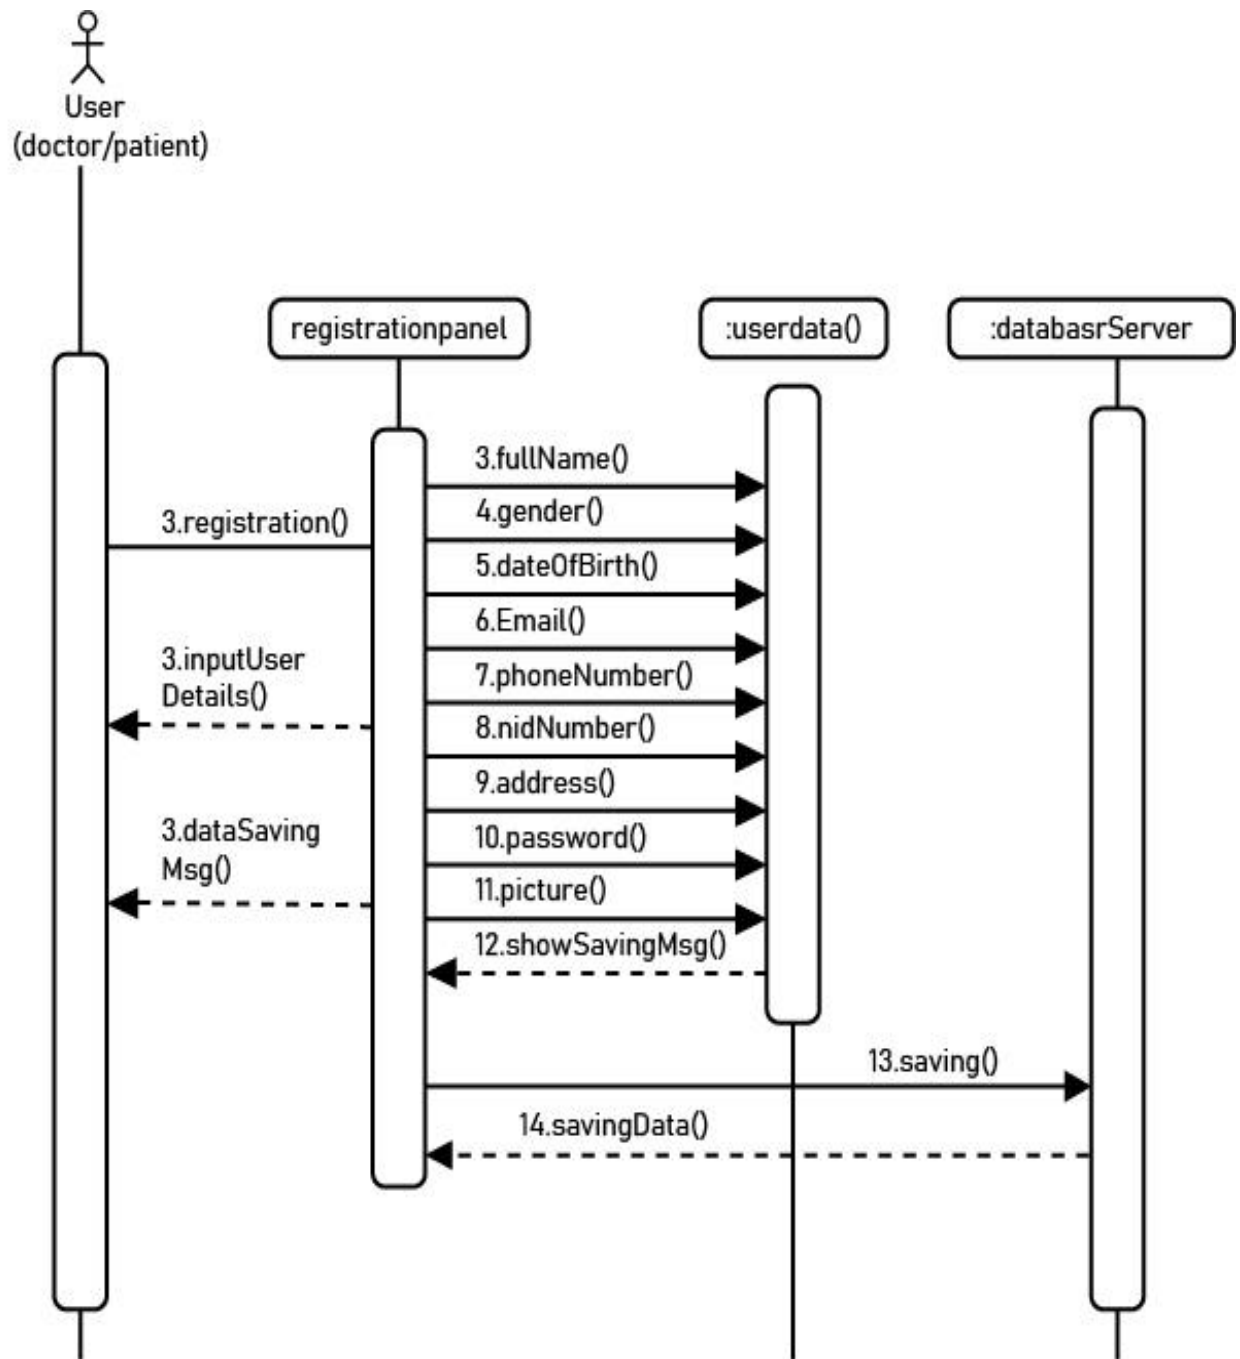 User
(doctor/patient)
registrationpanel
:userdata()
:databasrServer
3.fullName()
4.gender()
3.registration()
5.dateOfBirth()
6.Email()
3.inputUser
Details()
7.phoneNumber()
8.nidNumber()
9.address()
3.dataSaving
Msg()
10.password()
11.picture()
12.showSavingMsg()
13.saving()
14.savingData()